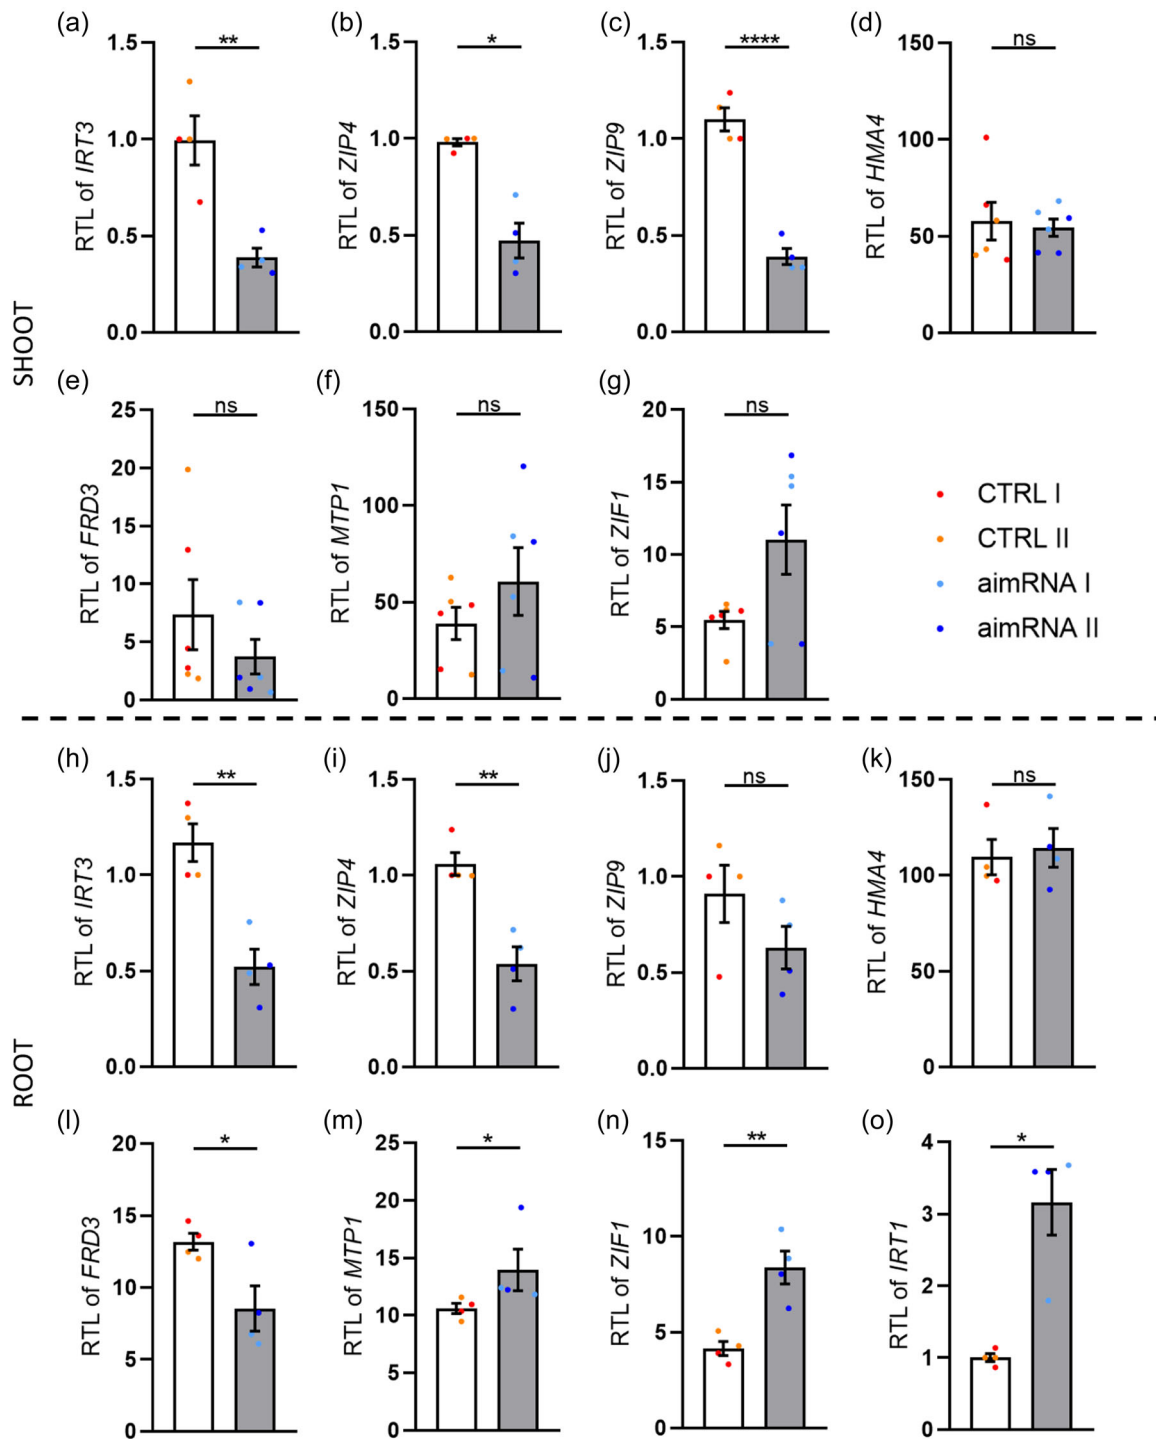 SHOOT
(a)
RTL of IRT3
1.5
1.0
0.5
0.0
**
(b)
RTL of ZIP4
1.5
1.0
0.5
0.0
*
(c)
RTL of ZIP9
1.5
1.0
0.5
0.0
****
(d)
RTL of HMA4
150
100
50
0
ns
(e)
RTL of FRD3
25
20
15
10
5
0
ns
(f)
RTL of MTP1
150
100
50
0
ns
(g)
RTL of ZIF1
20
15
10
5
0
ns
CTRL I
CTRL II
aimRNA I
aimRNA II
ROOT
(h)
RTL of IRT3
1.5
1.0
0.5
0.0
**
(i)
RTL of ZIP4
1.5
1.0
0.5
0.0
**
(j)
RTL of ZIP9
1.5
1.0
0.5
0.0
ns
(k)
RTL of HMA4
150
100
50
0
ns
(l)
RTL of FRD3
20
15
10
5
0
*
(m)
RTL of MTP1
25
20
15
10
5
0
*
(n)
RTL of ZIF1
15
10
5
0
**
(o)
RTL of IRT1
4
3
2
1
0
*